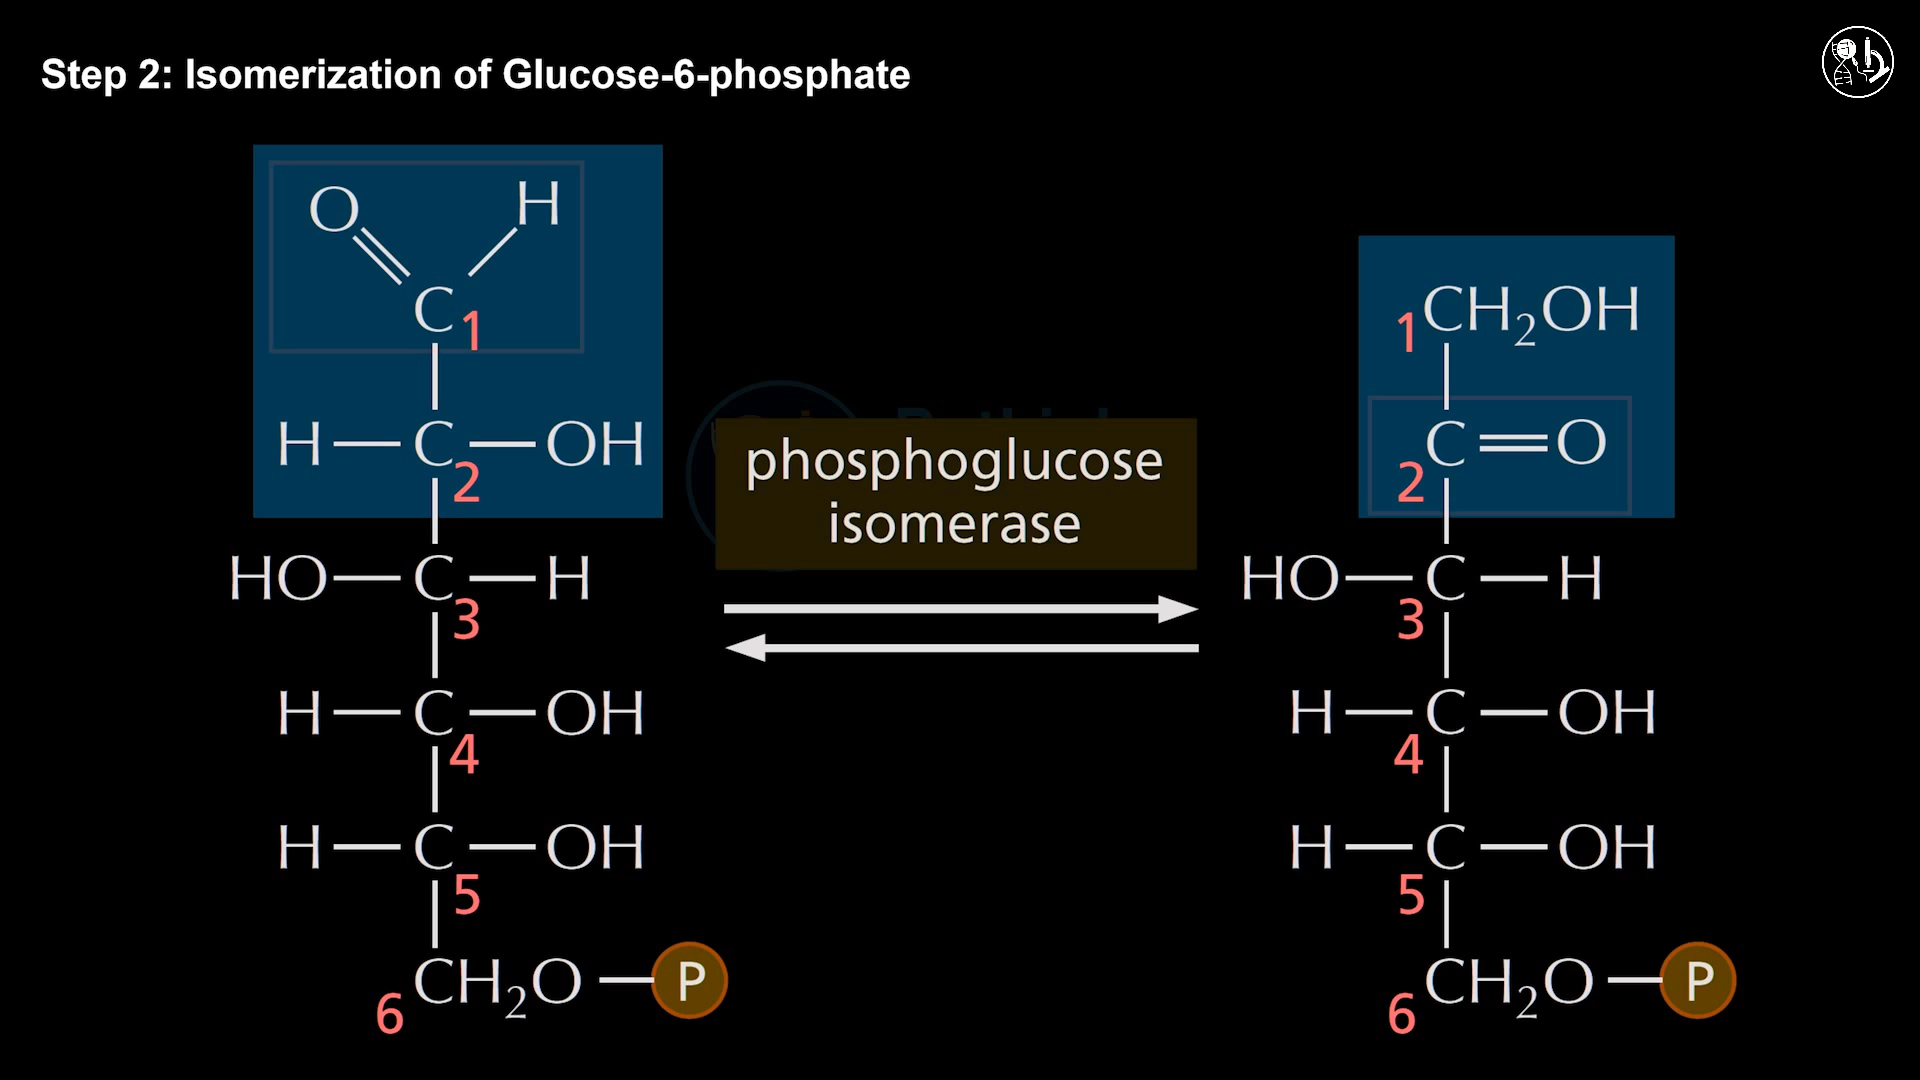 Step 2: Isomerization of Glucose-6-phosphate
O H
C 1
H C OH
2
HO C H
3
H C OH
4
H C OH
5
CH2O P
6
phosphoglucose
isomerase
1 CH2OH
C O
2
HO C H
3
H C OH
4
H C OH
5
CH2O P
6